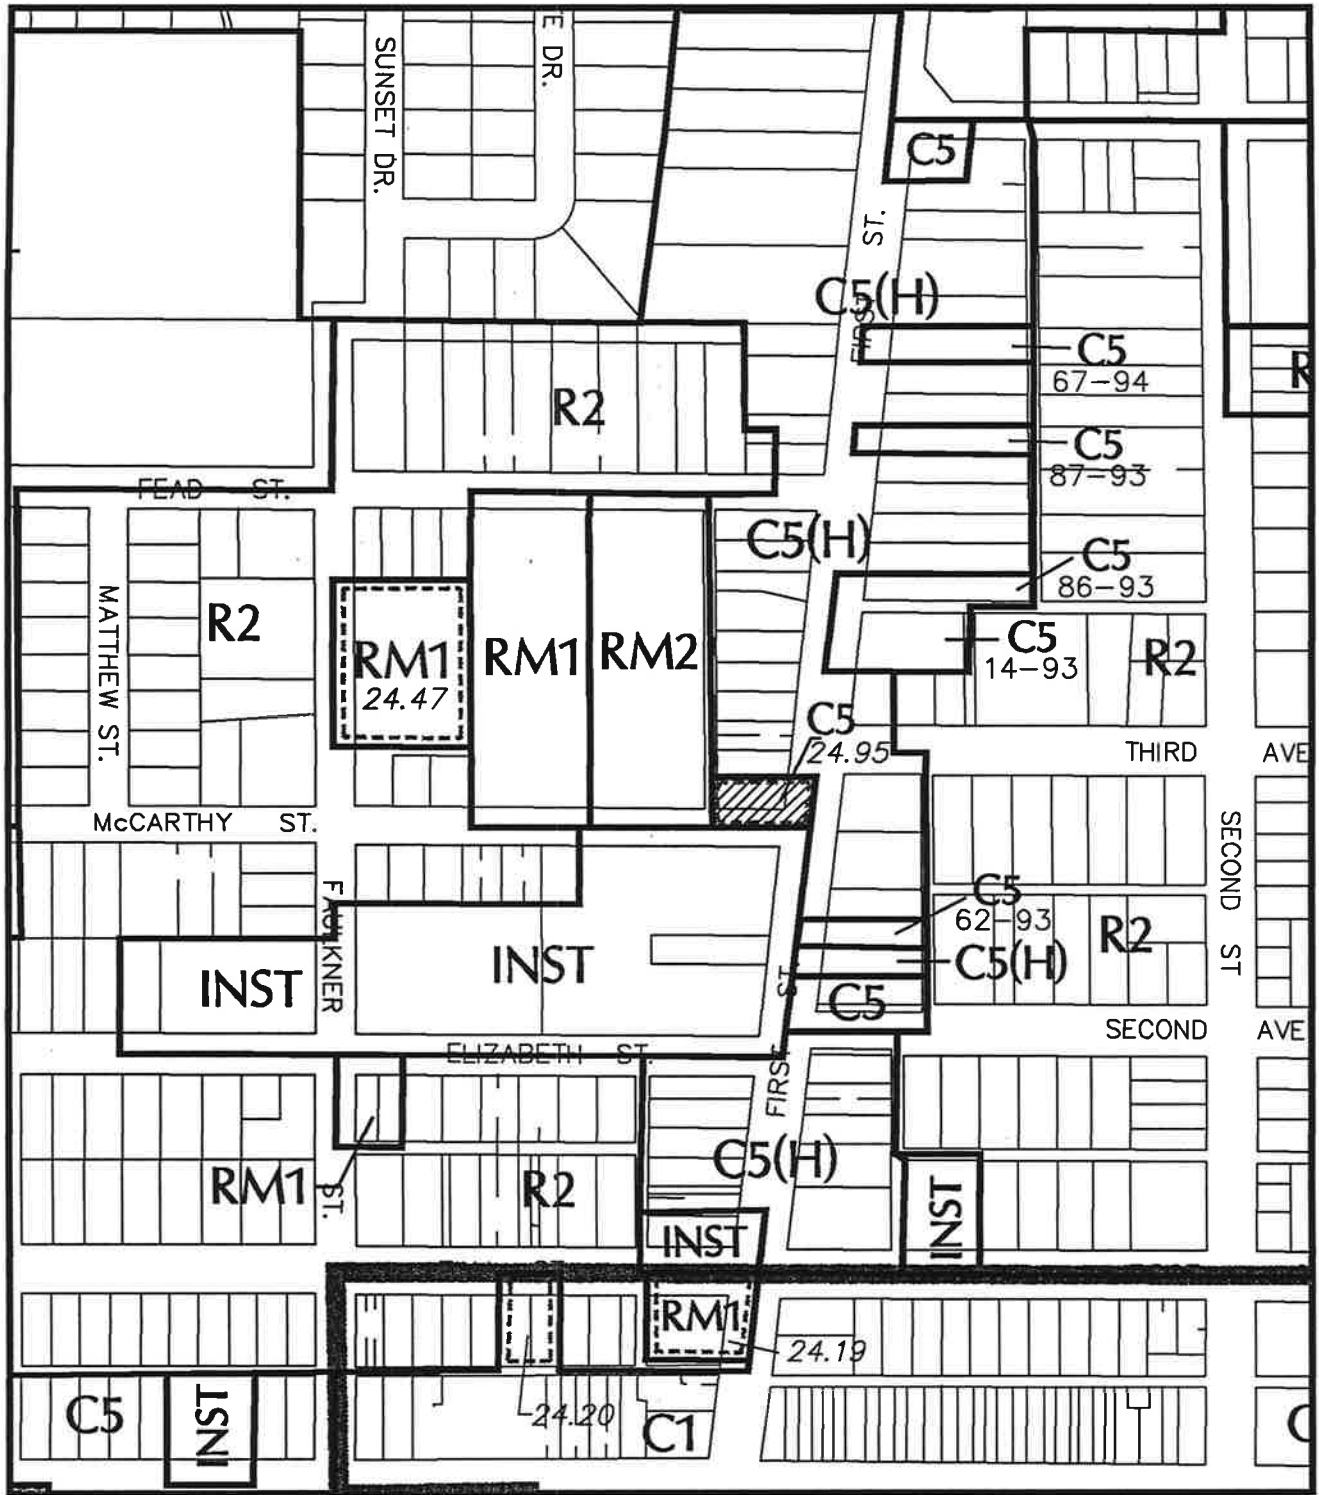 SUNSET DR.
E DR.
C5
ST.
C5(H)
FIRST
C5
67-94
R
R2
C5
87-93
FEAD ST.
C5(H)
C5
86-93
MATTHEW ST.
R2
RM1
24.47
RM1
RM2
C5
14-93
R2
C5
24.95
THIRD AVE
McCARTHY ST.
SECOND ST
FAULKNER
C5
62-93
R2
INST
INST
C5(H)
ST.
C5
SECOND AVE
ELIZABETH ST.
FIRST
C5(H)
RM1
ST.
R2
INST
INST
RM1
24.19
C5
INST
24.20
C1
C